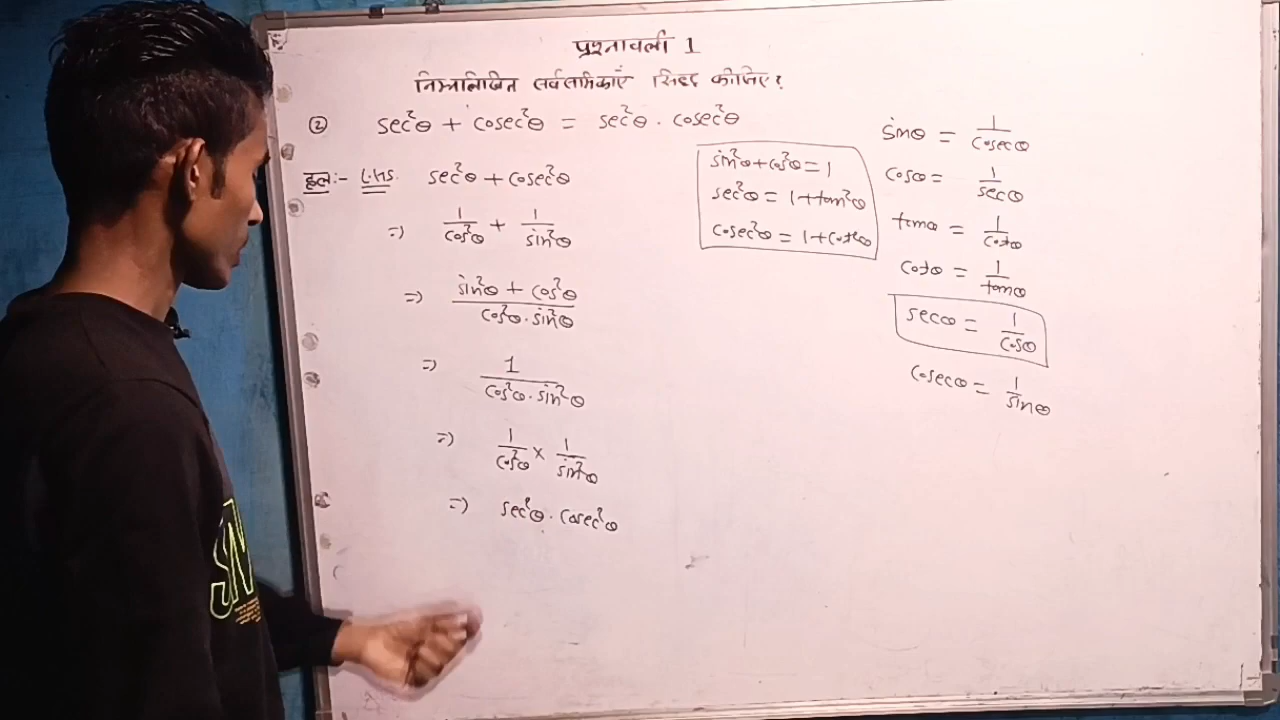 प्रश्नावली 1
निम्नलिखित सर्वसमिकाएँ सिद्ध कीजिए?
② sec²θ + cosec²θ = sec²θ . cosec²θ
हल:- L.H.S. sec²θ + cosec²θ
=> 1/cos²θ + 1/sin²θ
=> sin²θ + cos²θ / cos²θ . sin²θ
=> 1 / cos²θ . sin²θ
=> 1/cos²θ × 1/sin²θ
=> sec²θ . cosec²θ
sin²θ + cos²θ = 1
sec²θ = 1 + tan²θ
cosec²θ = 1 + cot²θ
sinθ = 1/cosecθ
cosθ = 1/secθ
tanθ = 1/cotθ
cotθ = 1/tanθ
secθ = 1/cosθ
cosecθ = 1/sinθ